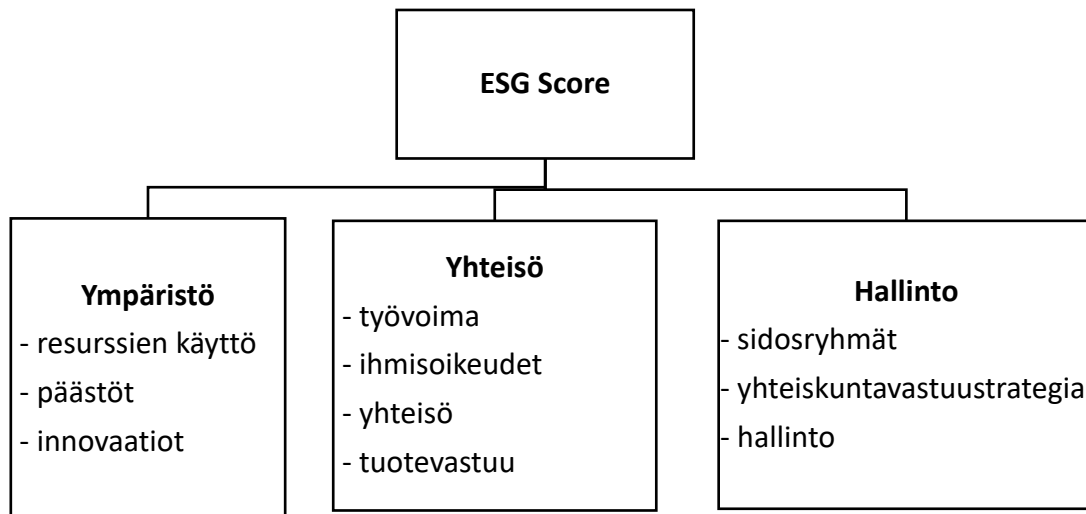 ESG Score
Ympäristö
- resurssien käyttö
- päästöt
- innovaatiot
Yhteisö
- työvoima
- ihmisoikeudet
- yhteisö
- tuotevastuu
Hallinto
- sidosryhmät
- yhteiskuntavastuustrategia
- hallinto